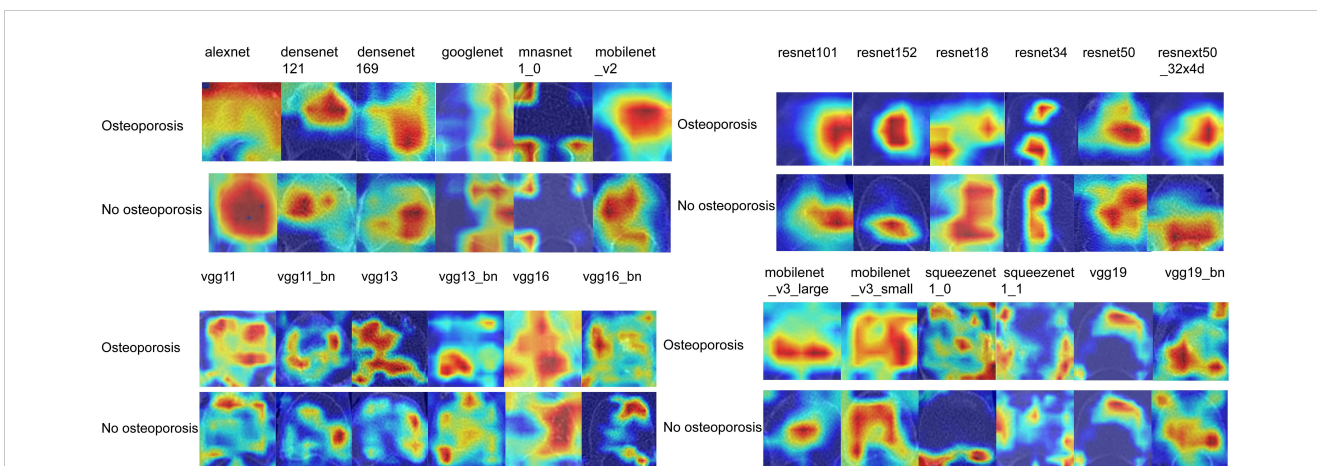 alexnet densenet densenet googlenet mnasnet mobilenet
121 169 1_0 _v2
Osteoporosis
No osteoporosis
resnet101 resnet152 resnet18 resnet34 resnet50 resnext50
_32x4d
Osteoporosis
No osteoporosis
vgg11 vgg11_bn vgg13 vgg13_bn vgg16 vgg16_bn
Osteoporosis
No osteoporosis
mobilenet mobilenet squeezenet squeezenet vgg19 vgg19_bn
_v3_large _v3_small 1_0 1_1
Osteoporosis
No osteoporosis